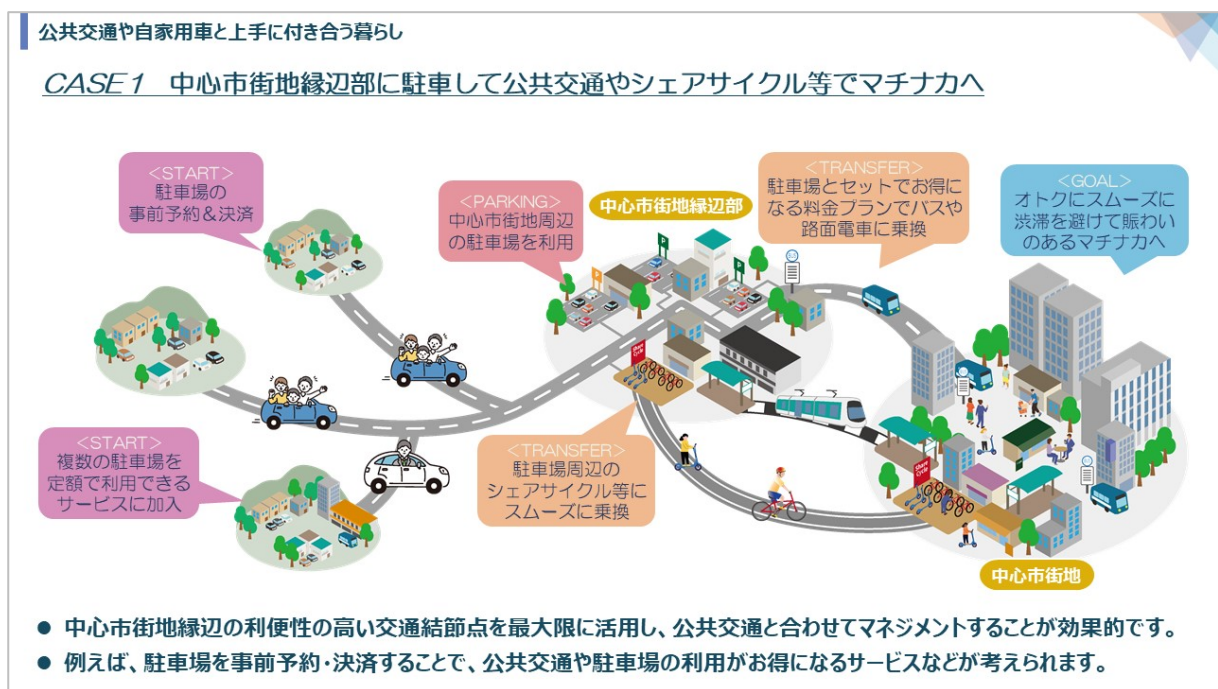 公共交通や自家用車と上手に付き合う暮らし
CASE1 中心市街地縁辺部に駐車して公共交通やシェアサイクル等でマチナカへ
<START>
駐車場の
事前予約＆決済
<PARKING>
中心市街地周辺
の駐車場を利用
中心市街地縁辺部
<TRANSFER>
駐車場とセットでお得に
なる料金プランでバスや
路面電車に乗換
<GOAL>
オトクにスムーズに
渋滞を避けて賑わい
のあるマチナカへ
P
P
P
Share
Cycle
<START>
複数の駐車場を
定額で利用できる
サービスに加入
<TRANSFER>
駐車場周辺の
シェアサイクル等に
スムーズに乗換
Share
Cycle
中心市街地
● 中心市街地縁辺の利便性の高い交通結節点を最大限に活用し、公共交通と合わせてマネジメントすることが効果的です。
● 例えば、駐車場を事前予約・決済することで、公共交通や駐車場の利用がお得になるサービスなどが考えられます。